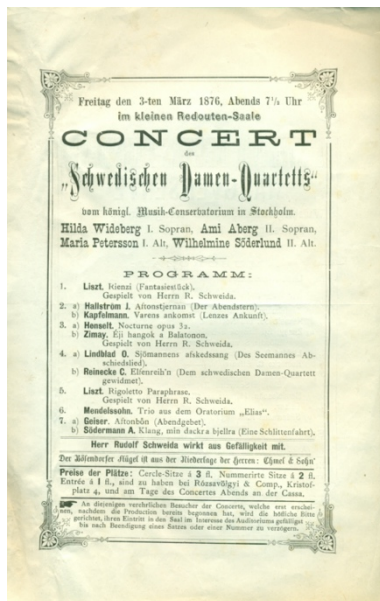 Freitag den 3-ten März 1876, Abends 7½ Uhr
im kleinen Redouten-Saale
CONCERT
des
„Schwedischen Damen-Quartetts“
vom königl. Musik-Conservatorium in Stockholm.
Hilda Wideberg I. Sopran, Ami Aberg II. Sopran,
Maria Petersson I. Alt, Wilhelmine Söderlund II. Alt.
PROGRAMM:
1. Liszt. Rienzi (Fantasiestück).
Gespielt von Herrn R. Schweida.
2. a) Hallström J. Aftonstjernan (Der Abendstern).
b) Kapfelmann. Varens ankomst (Lenzes Ankunft).
3. a) Henselt. Nocturne opus 32.
b) Zimay. Éji hangok a Balatonon.
Gespielt von Herrn R. Schweida.
4. a) Lindblad O. Sjömannens afskedssang (Des Seemannes Ab-
schiedslied).
b) Reinecke C. Elfenreih'n (Dem schwedischen Damen-Quartett
gewidmet).
5. Liszt. Rigoletto Paraphrase.
Gespielt von Herrn R. Schweida.
6. Mendelssohn. Trio aus dem Oratorium „Elias“.
7. a) Geiser. Aftonbön (Abendgebet).
b) Södermann A. Klang, min dackra bjellra (Eine Schlittenfahrt).
Herr Rudolf Schweida wirkt aus Gefälligkeit mit.
Der Bösendorfer Flügel ist aus der Niederlage der Herren: Chmel & Sohn
Preise der Plätze: Cercle-Sitze á 3 fl. Nummerirte Sitze á 2 fl.
Entrée á 1 fl., sind zu haben bei Rózsavölgyi & Comp., Kristof-
platz 4, und am Tage des Concertes Abends an der Cassa.
An diejenigen verehrlichen Besucher der Concerte, welche erst erschei-
nen, nachdem die Production bereits begonnen hat, wird die höfliche Bitte
gerichtet, ihren Eintritt in den Saal im Interesse des Auditoriums gefälligst
bis nach Beendigung eines Satzes oder einer Nummer zu verzögern.